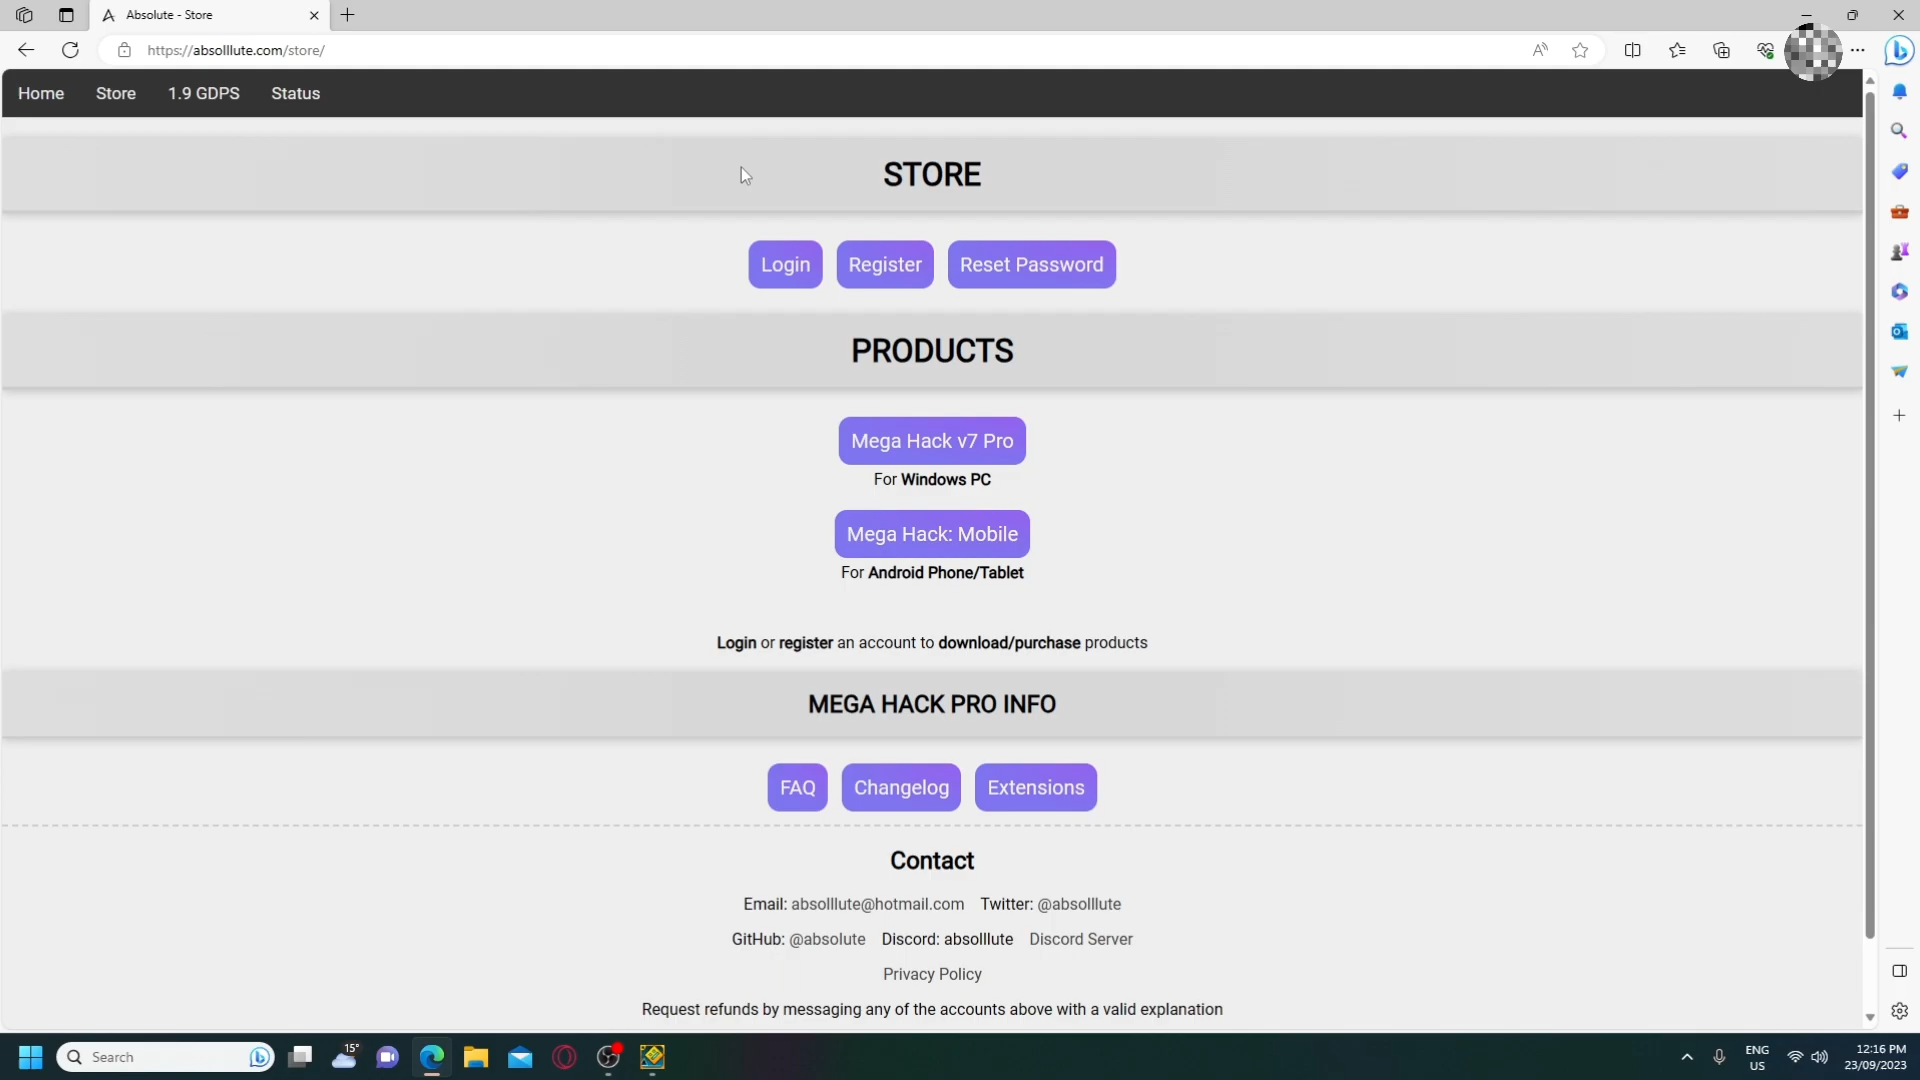 Absolute - Store
https://absolllute.com/store/
Home Store 1.9 GDPS Status
STORE
Login Register Reset Password
PRODUCTS
Mega Hack v7 Pro
For Windows PC
Mega Hack: Mobile
For Android Phone/Tablet
Login or register an account to download/purchase products
MEGA HACK PRO INFO
FAQ Changelog Extensions
Contact
Email: absolllute@hotmail.com Twitter: @absolllute
GitHub: @absolute Discord: absolllute Discord Server
Privacy Policy
Request refunds by messaging any of the accounts above with a valid explanation
Search 15° ENG 12:16 PM
US 23/09/2023